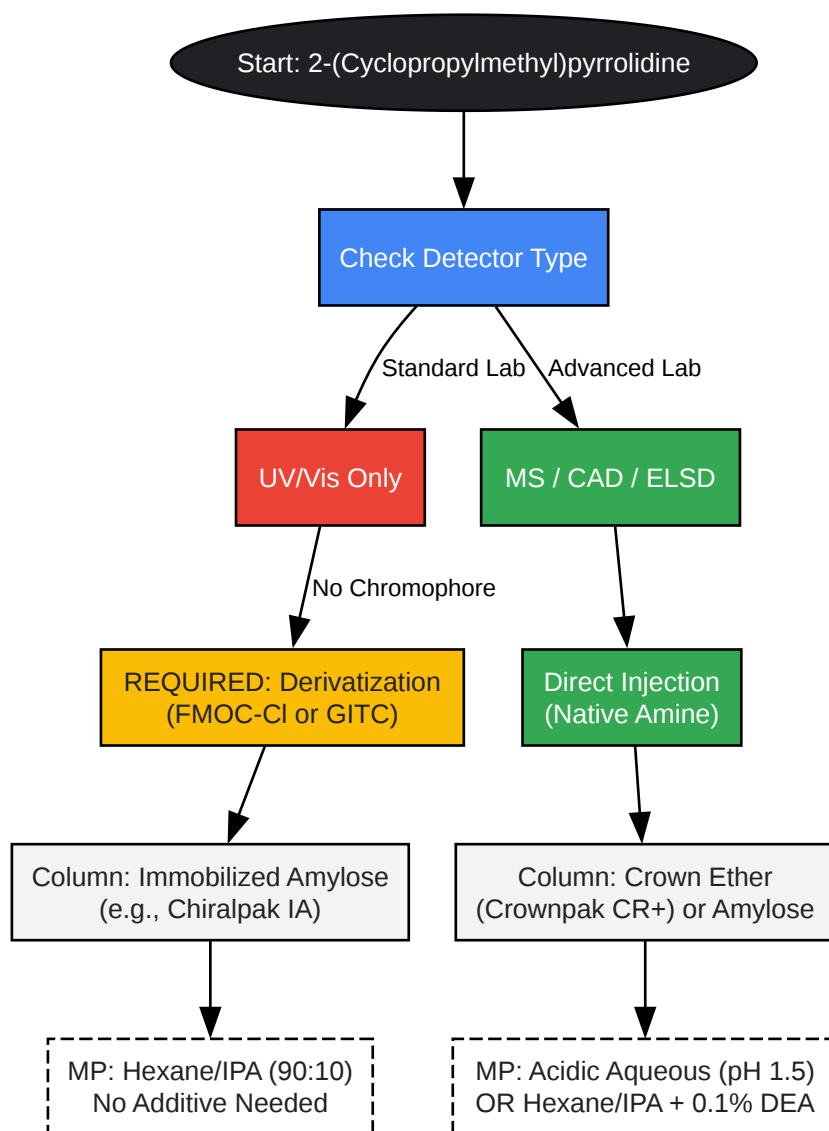 Start: 2-(Cyclopropylmethyl)pyrrolidine
Check Detector Type
Standard Lab
Advanced Lab
UV/Vis Only
MS / CAD / ELSD
No Chromophore
REQUIRED: Derivatization
(FMOC-Cl or GITC)
Direct Injection
(Native Amine)
Column: Immobilized Amylose
(e.g., Chiralpak IA)
Column: Crown Ether
(Crownpak CR+) or Amylose
MP: Hexane/IPA (90:10)
No Additive Needed
MP: Acidic Aqueous (pH 1.5)
OR Hexane/IPA + 0.1% DEA